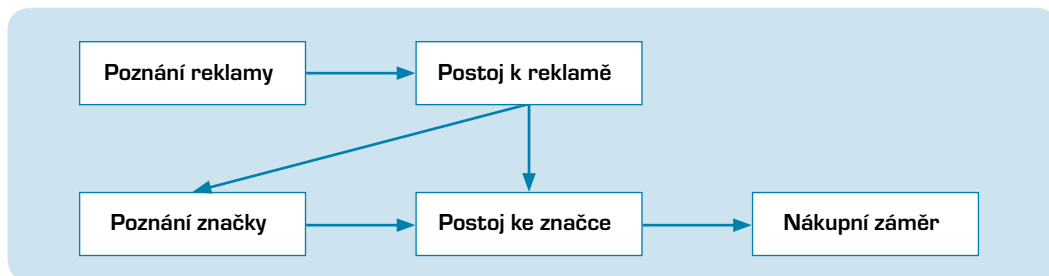 Poznání reklamy
Postoj k reklamě
Poznání značky
Postoj ke značce
Nákupní záměr